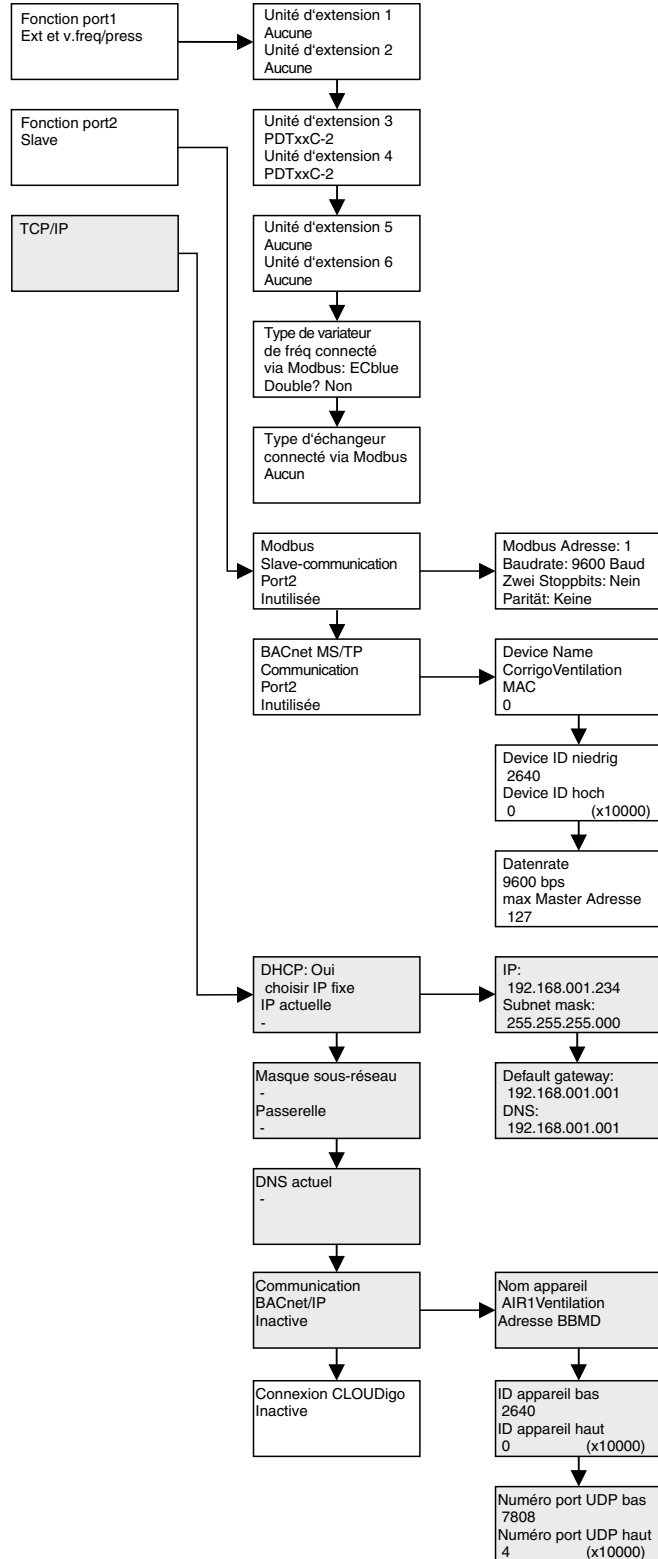 Fonction port1
Ext et v.freq/press
Unité d'extension 1
Aucune
Unité d'extension 2
Aucune
Fonction port2
Slave
Unité d'extension 3
PDTxxC-2
Unité d'extension 4
PDTxxC-2
TCP/IP
Unité d'extension 5
Aucune
Unité d'extension 6
Aucune
Type de variateur
de fréq connecté
via Modbus: ECblue
Double? Non
Type d'échangeur
connecté via Modbus
Aucun
Modbus
Slave-communication
Port2
Inutilisée
Modbus Adresse: 1
Baudrate: 9600 Baud
Zwei Stoppbits: Nein
Parität: Keine
BACnet MS/TP
Communication
Port2
Inutilisée
Device Name
CorrigoVentilation
MAC
0
Device ID niedrig
2640
Device ID hoch
0 (x10000)
Datenrate
9600 bps
max Master Adresse
127
DHCP: Oui
choisir IP fixe
IP actuelle
-
IP:
192.168.001.234
Subnet mask:
255.255.255.000
Masque sous-réseau
-
Passerelle
-
Default gateway:
192.168.001.001
DNS:
192.168.001.001
DNS actuel
-
Communication
BACnet/IP
Inactive
Nom appareil
AIR1Ventilation
Adresse BBMD
Connexion CLOUDigo
Inactive
ID appareil bas
2640
ID appareil haut
0 (x10000)
Numéro port UDP bas
7808
Numéro port UDP haut
4 (x10000)